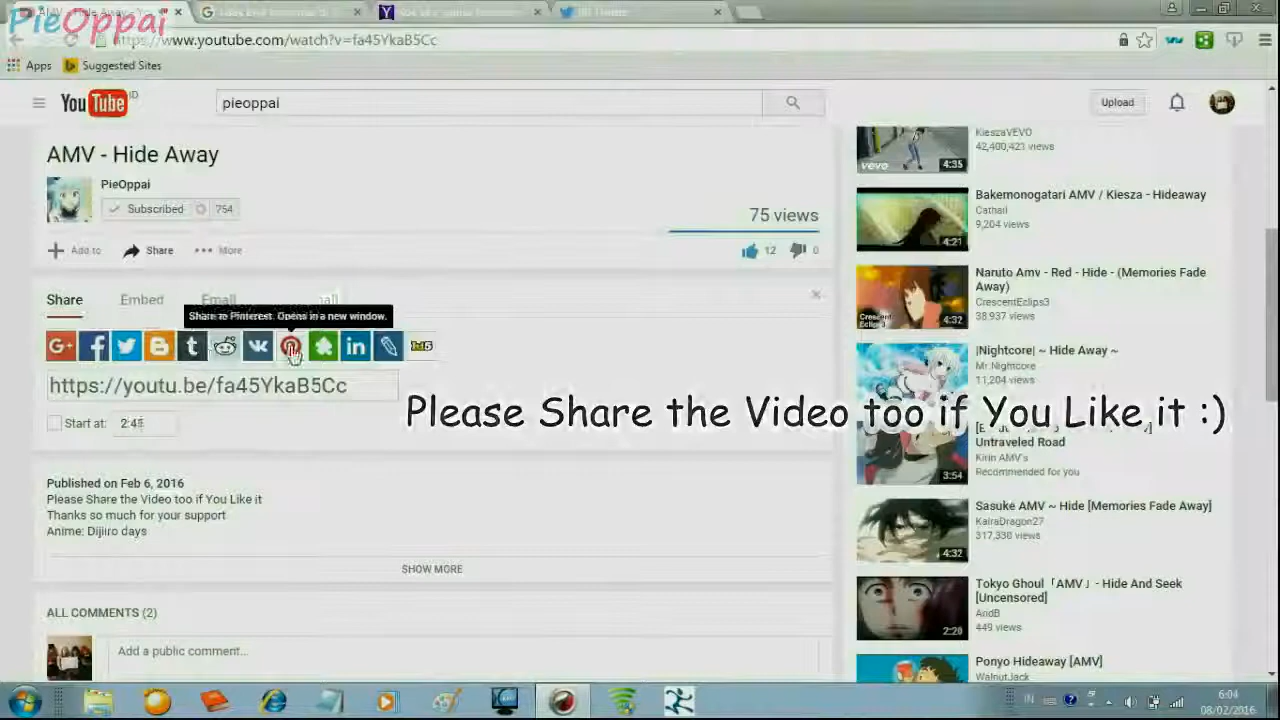 PieOppai
https://www.youtube.com/watch?v=fa45YkaB5Cc
Apps
Suggested Sites
YouTube ID
pieoppai
Upload
AMV - Hide Away
PieOppai
Subscribed 754
75 views
Add to
Share
More
12
0
Share
Embed
Email
Share to Pinterest. Opens in a new window.
https://youtu.be/fa45YkaB5Cc
Start at:
Please Share the Video too if You Like it :)
Published on Feb 6, 2016
Please Share the Video too if You Like it
Thanks so much for your support
Anime: Dijiiro days
SHOW MORE
ALL COMMENTS (2)
Add a public comment...
KieszaVEVO
42,400,421 views
vevo
4:35
Bakemonogatari AMV / Kiesza - Hideaway
Cathail
9,204 views
4:21
Naruto Amv - Red - Hide - (Memories Fade
Away)
CrescentEclips3
38,937 views
Crescent
4:32
|Nightcore| ~ Hide Away ~
Mr.Nightcore
11,204 views
Untraveled Road
Kirin AMV's
Recommended for you
3:54
Sasuke AMV ~ Hide [Memories Fade Away]
KairaDragon27
317,330 views
4:32
Tokyo Ghoul「AMV」- Hide And Seek
[Uncensored]
AridB
449 views
2:20
Ponyo Hideaway [AMV]
WalnutJack
IN
6:04
08/02/2016